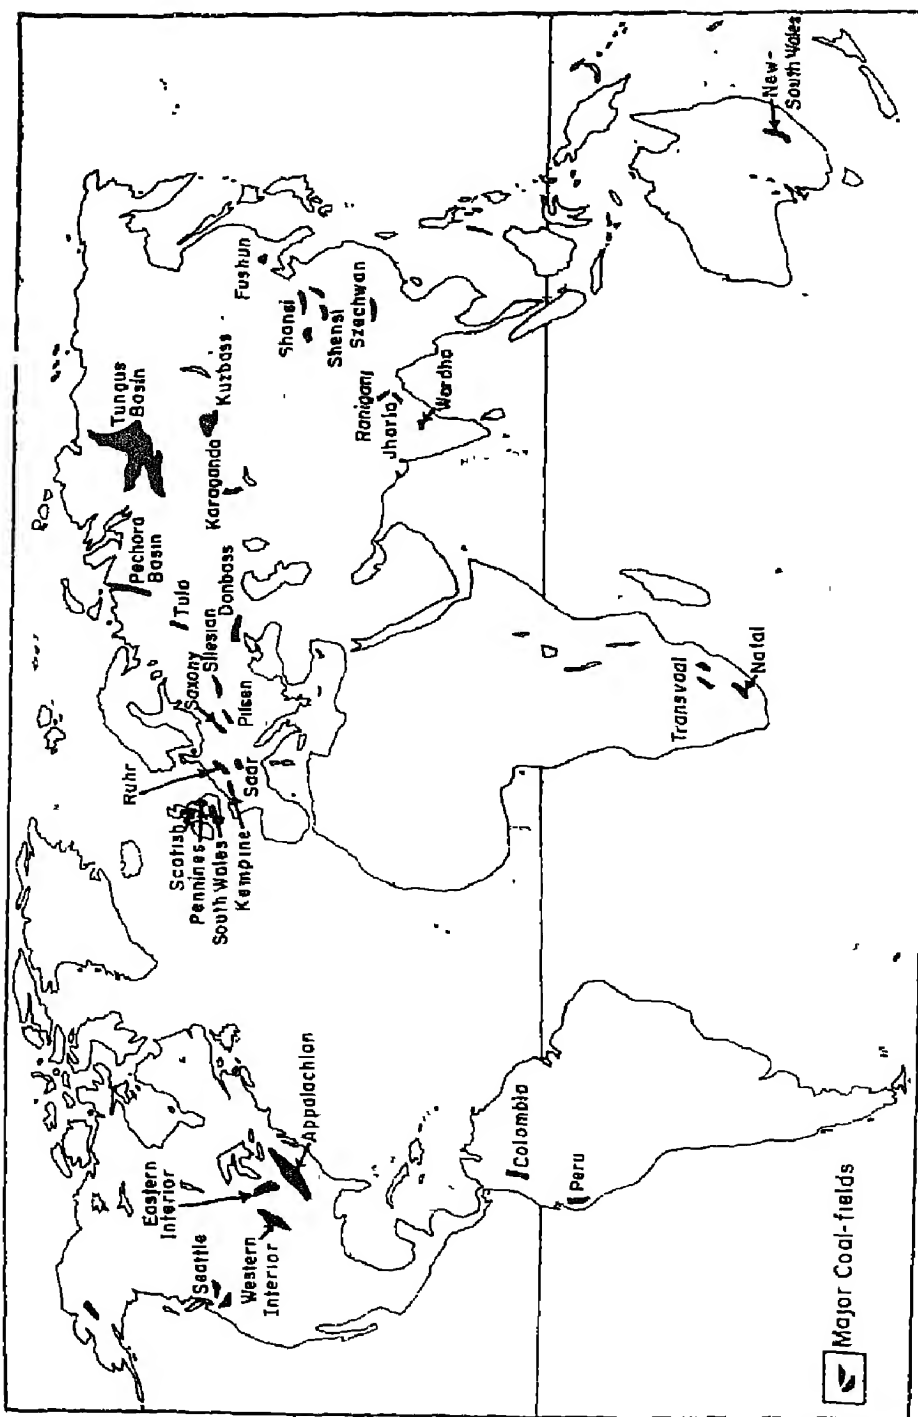 Tungus
Basin
Pechora
Basin
Tula
Kuzbass
Karaganda
Donbass
Silesian
Saxony
Pilsen
Ruhr
Saar
Scotish
Pennines
South Wales
Kempine
Fushun
Shansi
Shensi
Szechwan
Raniganj
Jharia
Wardha
Eastern
Interior
Appalachian
Seattle
Western
Interior
Colombia
Peru
Transvaal
Natal
New-
South Wales
Major Coal-fields